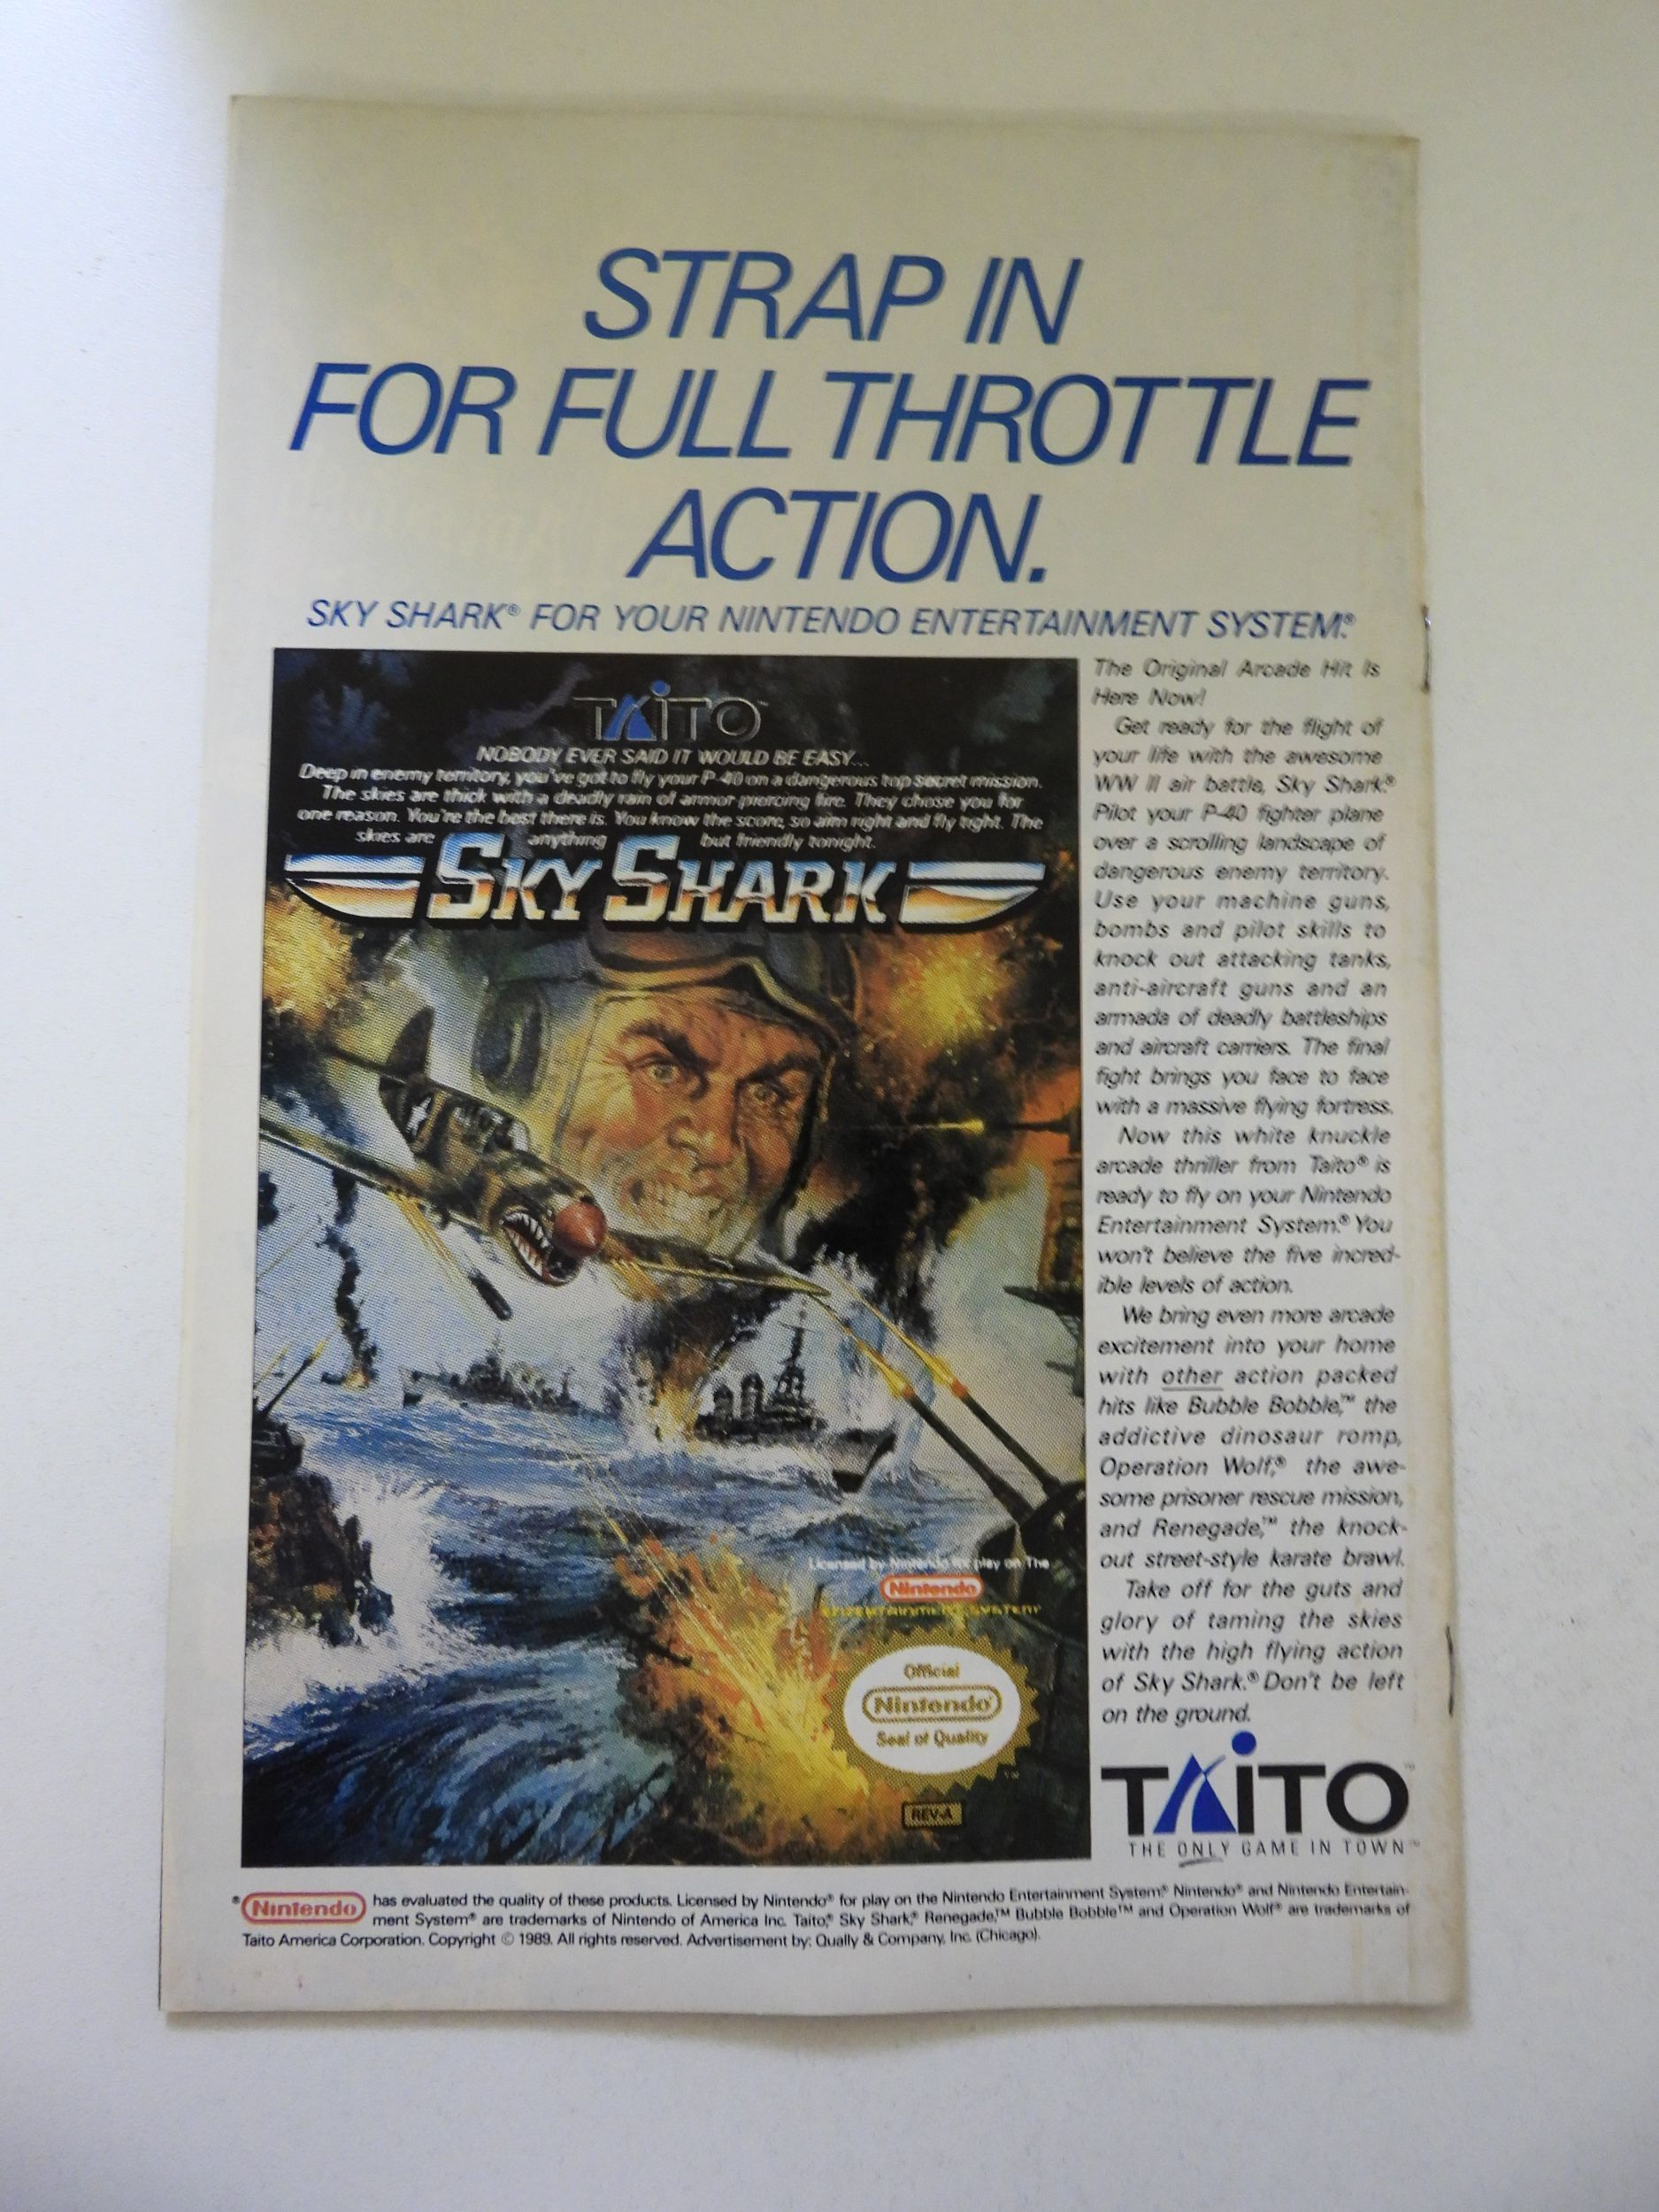 STRAP IN
FOR FULL THROTTLE
ACTION.
SKY SHARK® FOR YOUR NINTENDO ENTERTAINMENT SYSTEM.®
TAITO™
NOBODY EVER SAID IT WOULD BE EASY...
Deep in enemy territory, you've got to fly your P-40 on a dangerous top secret mission.
The skies are thick with a deadly rain of armor piercing fire. They chose you for
one reason. You're the best there is. You know the score, so aim right and fly tight. The
skies are anything but friendly tonight.
SKY SHARK
Licensed by Nintendo for play on The
Nintendo
ENTERTAINMENT SYSTEM
Official
Nintendo®
Seal of Quality
™
REV-A
The Original Arcade Hit Is
Here Now!
Get ready for the flight of
your life with the awesome
WW II air battle, Sky Shark.®
Pilot your P-40 fighter plane
over a scrolling landscape of
dangerous enemy territory.
Use your machine guns,
bombs and pilot skills to
knock out attacking tanks,
anti-aircraft guns and an
armada of deadly battleships
and aircraft carriers. The final
fight brings you face to face
with a massive flying fortress.
Now this white knuckle
arcade thriller from Taito® is
ready to fly on your Nintendo
Entertainment System.® You
won't believe the five incred-
ible levels of action.
We bring even more arcade
excitement into your home
with other action packed
hits like Bubble Bobble,™ the
addictive dinosaur romp,
Operation Wolf,® the awe-
some prisoner rescue mission,
and Renegade,™ the knock-
out street-style karate brawl.
Take off for the guts and
glory of taming the skies
with the high flying action
of Sky Shark.® Don't be left
on the ground.
TAITO™
THE ONLY GAME IN TOWN™
® Nintendo has evaluated the quality of these products. Licensed by Nintendo® for play on the Nintendo Entertainment System.® Nintendo® and Nintendo Entertain-
ment System® are trademarks of Nintendo of America Inc. Taito,® Sky Shark,® Renegade,™ Bubble Bobble™ and Operation Wolf® are trademarks of
Taito America Corporation. Copyright © 1989. All rights reserved. Advertisement by: Qually & Company, Inc. (Chicago).